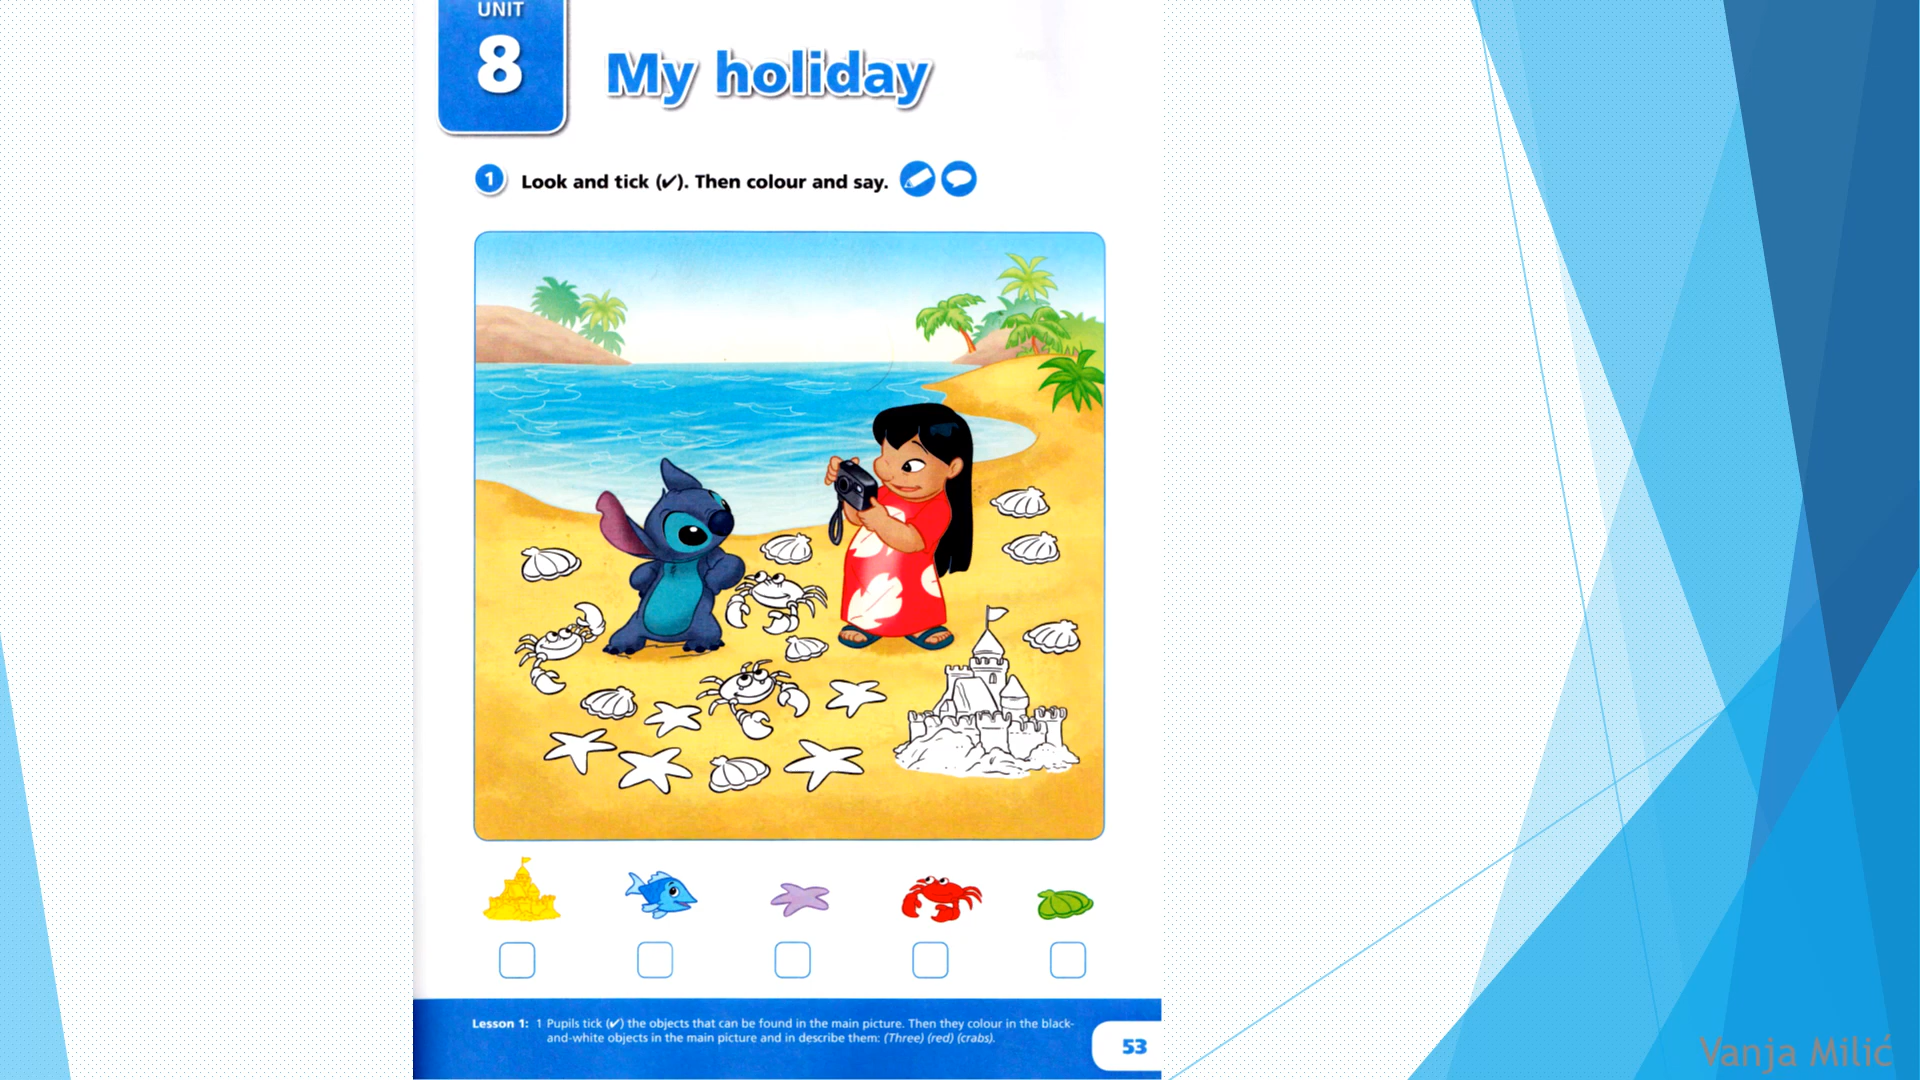 UNIT
8
My holiday
1 Look and tick (✔). Then colour and say.
Lesson 1: 1 Pupils tick (✔) the objects that can be found in the main picture. Then they colour in the black-
and-white objects in the main picture and in describe them: (Three) (red) (crabs).
53
Vanja Milić